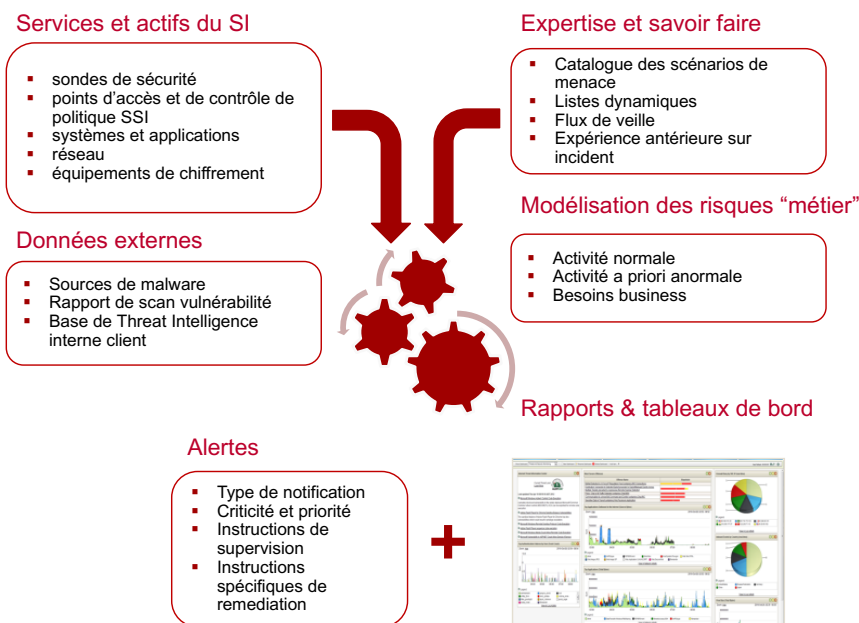 Services et actifs du SI
▪ sondes de sécurité
▪ points d'accès et de contrôle de
politique SSI
▪ systèmes et applications
▪ réseau
▪ équipements de chiffrement
Expertise et savoir faire
▪ Catalogue des scénarios de
menace
▪ Listes dynamiques
▪ Flux de veille
▪ Expérience antérieure sur
incident
Données externes
▪ Sources de malware
▪ Rapport de scan vulnérabilité
▪ Base de Threat Intelligence
interne client
Modélisation des risques “métier”
▪ Activité normale
▪ Activité a priori anormale
▪ Besoins business
Alertes
▪ Type de notification
▪ Criticité et priorité
▪ Instructions de
supervision
▪ Instructions
spécifiques de
remediation
Rapports & tableaux de bord